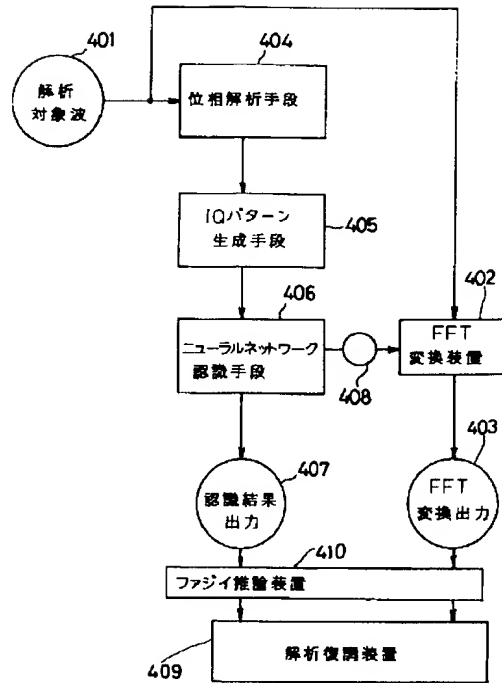 401
解析
対象波
404
位相解析手段
IQパターン
生成手段
405
406
ニューラルネットワーク
認識手段
408
402
FFT
変換装置
407
認識結果
出力
403
FFT
変換出力
410
ファジイ推論装置
409
解析復調装置